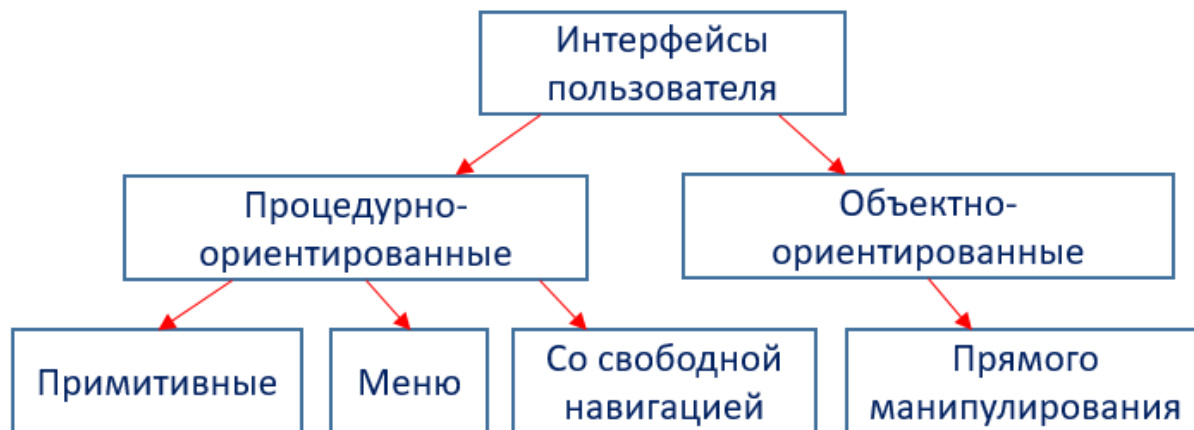 Интерфейсы
пользователя
Процедурно-
ориентированные
Объектно-
ориентированные
Примитивные
Меню
Со свободной
навигацией
Прямого
манипулирования